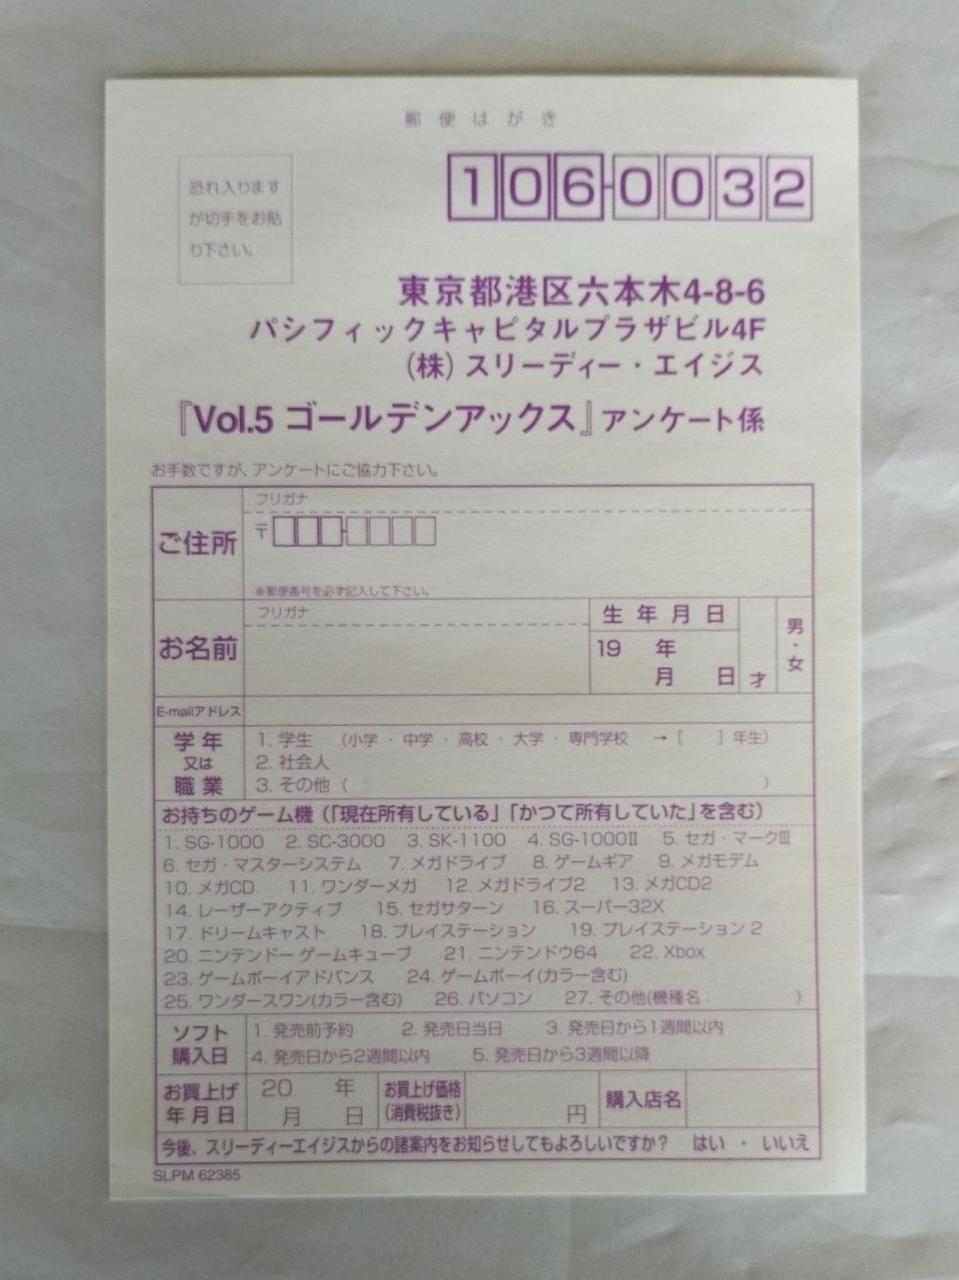 郵便はがき
恐れ入ります
が切手をお貼
り下さい。
106-0032
東京都港区六本木4-8-6
パシフィックキャピタルプラザビル4F
(株)スリーディー・エイジス
『Vol.5 ゴールデンアックス』アンケート係
お手数ですが、アンケートにご協力下さい。
ご住所
フリガナ
〒
※郵便番号を必ず記入して下さい。
お名前
フリガナ
生年月日
19 年
月 日
才
男・女
E-mailアドレス
学年
又は
職業
1. 学生 (小学・中学・高校・大学・専門学校 →[ ]年生)
2. 社会人
3. その他( )
お持ちのゲーム機(「現在所有している」「かつて所有していた」を含む)
1. SG-1000 2. SC-3000 3. SK-1100 4. SG-1000Ⅱ 5. セガ・マークⅢ
6. セガ・マスターシステム 7. メガドライブ 8. ゲームギア 9. メガモデム
10. メガCD 11. ワンダーメガ 12. メガドライブ2 13. メガCD2
14. レーザーアクティブ 15. セガサターン 16. スーパー32X
17. ドリームキャスト 18. プレイステーション 19. プレイステーション 2
20. ニンテンドー ゲームキューブ 21. ニンテンドウ64 22. Xbox
23. ゲームボーイアドバンス 24. ゲームボーイ(カラー含む)
25. ワンダースワン(カラー含む) 26. パソコン 27. その他(機種名: )
ソフト
購入日
1. 発売前予約 2. 発売日当日 3. 発売日から1週間以内
4. 発売日から2週間以内 5. 発売日から3週間以降
お買上げ
年月日
20 年
月 日
お買上げ価格
(消費税抜き)
円
購入店名
今後、スリーディーエイジスからの諸案内をお知らせしてもよろしいですか? はい ・ いいえ
SLPM 62385